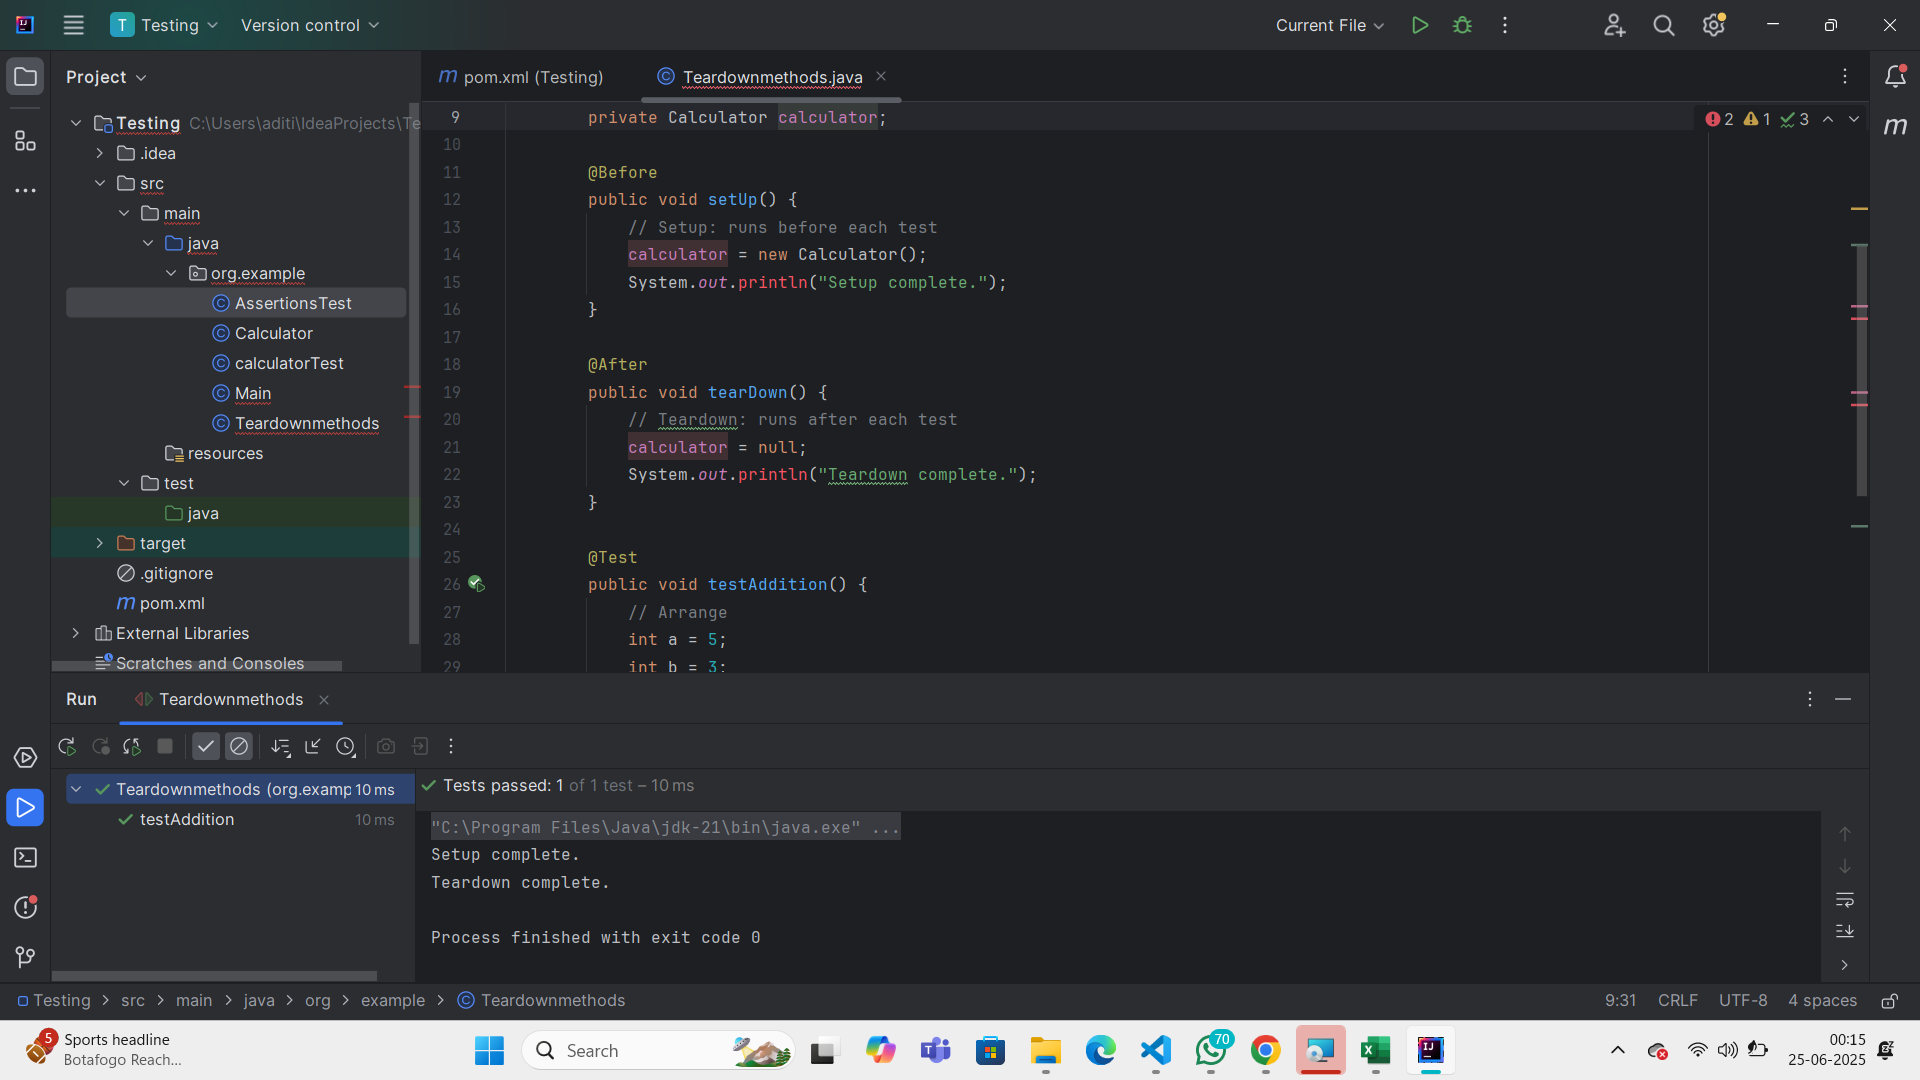 T Testing Version control Current File
Project
pom.xml (Testing) Teardownmethods.java
Testing C:\Users\aditi\IdeaProjects\Te
.idea
src
main
java
org.example
AssertionsTest
Calculator
calculatorTest
Main
Teardownmethods
resources
test
java
target
.gitignore
pom.xml
External Libraries
Scratches and Consoles
2 1 3
9 private Calculator calculator;
10
11 @Before
12 public void setUp() {
13 // Setup: runs before each test
14 calculator = new Calculator();
15 System.out.println("Setup complete.");
16 }
17
18 @After
19 public void tearDown() {
20 // Teardown: runs after each test
21 calculator = null;
22 System.out.println("Teardown complete.");
23 }
24
25 @Test
26 public void testAddition() {
27 // Arrange
28 int a = 5;
29 int b = 3;
Run Teardownmethods
Teardownmethods (org.examp 10 ms
testAddition 10 ms
Tests passed: 1 of 1 test – 10 ms
"C:\Program Files\Java\jdk-21\bin\java.exe" ...
Setup complete.
Teardown complete.
Process finished with exit code 0
Testing > src > main > java > org > example > Teardownmethods
9:31 CRLF UTF-8 4 spaces
5 Sports headline
Botafogo Reach...
Search
70
00:15
25-06-2025